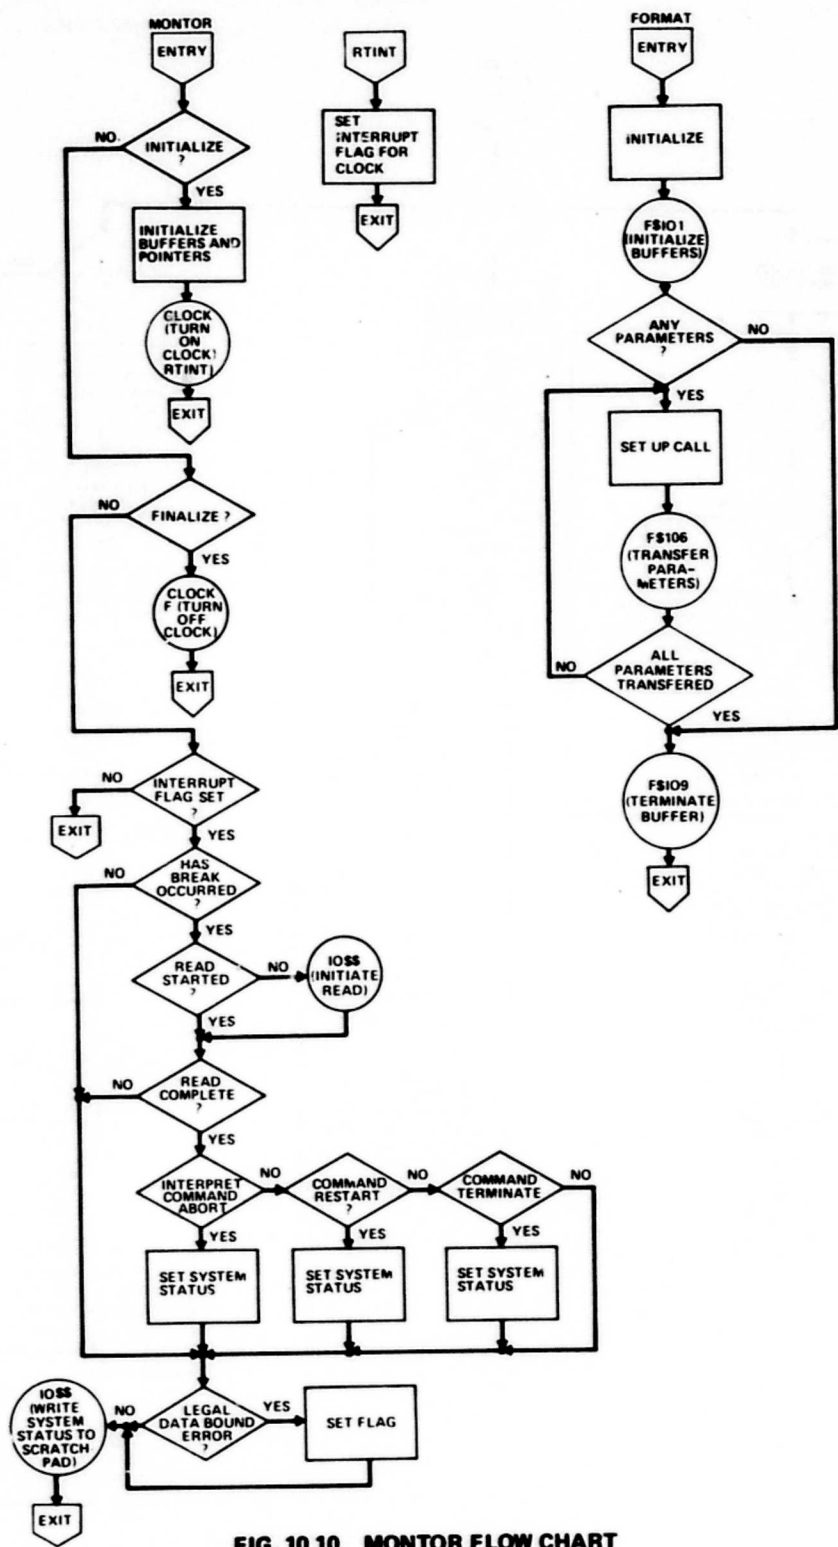 MONTOR
ENTRY
NO
INITIALIZE
?
YES
INITIALIZE
BUFFERS AND
POINTERS
CLOCK
(TURN
ON
CLOCK)
RTINT)
EXIT
NO
FINALIZE ?
YES
CLOCK
F (TURN
OFF
CLOCK)
EXIT
NO
INTERRUPT
FLAG SET
?
EXIT
YES
NO
HAS
BREAK
OCCURRED
?
YES
READ
STARTED
?
NO
IO$$
(INITIATE
READ)
YES
NO
READ
COMPLETE
?
YES
INTERPRET
COMMAND
ABORT
NO
COMMAND
RESTART
?
NO
COMMAND
TERMINATE
NO
YES
YES
YES
SET SYSTEM
STATUS
SET SYSTEM
STATUS
SET SYSTEM
STATUS
IO$$
(WRITE
SYSTEM
STATUS TO
SCRATCH
PAD)
NO
LEGAL
DATA BOUND
ERROR
?
YES
SET FLAG
EXIT
RTINT
SET
INTERRUPT
FLAG FOR
CLOCK
EXIT
FORMAT
ENTRY
INITIALIZE
F$IO1
(INITIALIZE
BUFFERS)
ANY
PARAMETERS
?
NO
YES
SET UP CALL
F$106
(TRANSFER
PARA-
METERS)
NO
ALL
PARAMETERS
TRANSFERED
YES
F$IO9
(TERMINATE
BUFFER)
EXIT
FIG. 10.10 MONTOR FLOW CHART